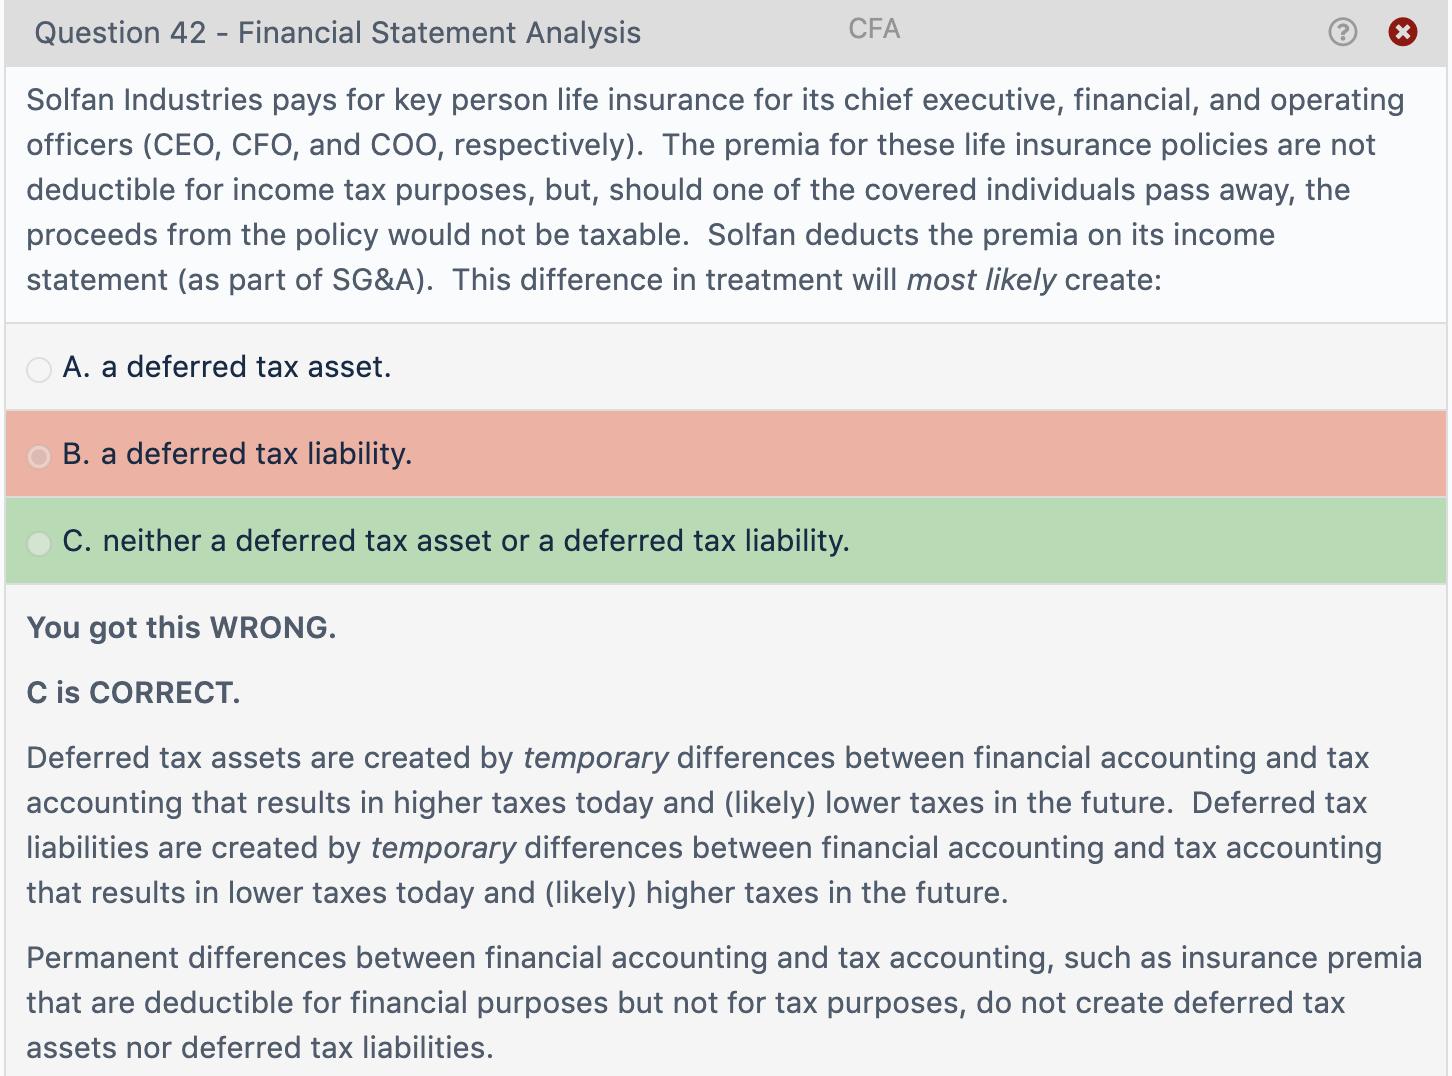 Question 42 - Financial Statement Analysis
CFA
?
Solfan Industries pays for key person life insurance for its chief executive, financial, and operating
officers (CEO, CFO, and COO, respectively).  The premia for these life insurance policies are not
deductible for income tax purposes, but, should one of the covered individuals pass away, the
proceeds from the policy would not be taxable.  Solfan deducts the premia on its income
statement (as part of SG&A).  This difference in treatment will most likely create:
A. a deferred tax asset.
B. a deferred tax liability.
C. neither a deferred tax asset or a deferred tax liability.
You got this WRONG.
C is CORRECT.
Deferred tax assets are created by temporary differences between financial accounting and tax
accounting that results in higher taxes today and (likely) lower taxes in the future.  Deferred tax
liabilities are created by temporary differences between financial accounting and tax accounting
that results in lower taxes today and (likely) higher taxes in the future.
Permanent differences between financial accounting and tax accounting, such as insurance premia
that are deductible for financial purposes but not for tax purposes, do not create deferred tax
assets nor deferred tax liabilities.